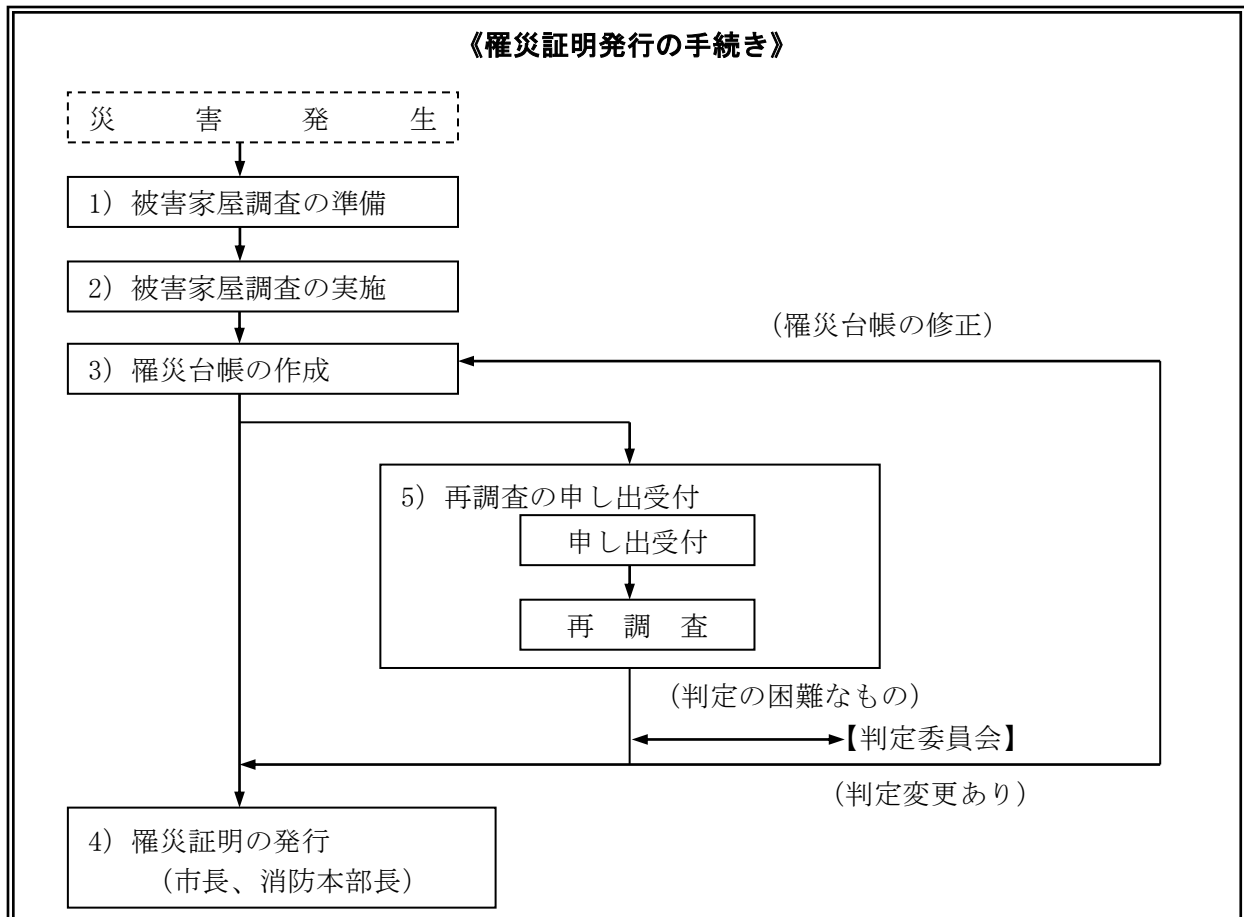 《罹災証明発行の手続き》
災 害 発 生
1）被害家屋調査の準備
2）被害家屋調査の実施
（罹災台帳の修正）
3）罹災台帳の作成
5）再調査の申し出受付
申し出受付
再 調 査
（判定の困難なもの）
【判定委員会】
（判定変更あり）
4）罹災証明の発行
（市長、消防本部長）